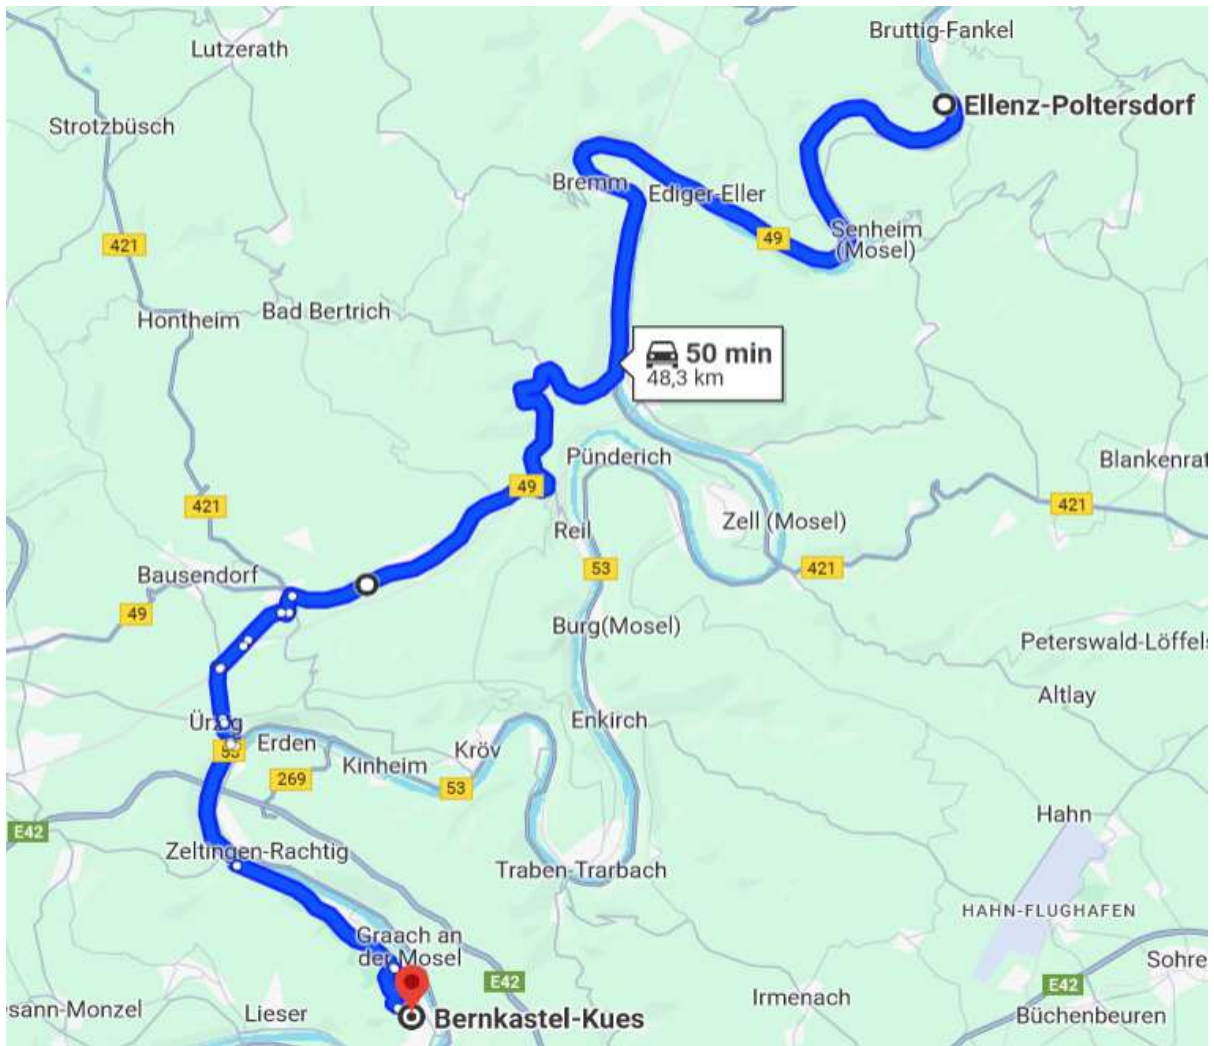 Bruttig-Fankel
Lutzerath
Ellenz-Poltersdorf
Strotzbüsch
Bremm
Ediger-Eller
Senheim
(Mosel)
49
421
Hontheim
Bad Bertrich
50 min
48,3 km
Pünderich
Blankenrat
49
421
421
Reil
Zell (Mosel)
53
421
Bausendorf
49
Burg(Mosel)
Peterswald-Löffels
Altlay
Ürzig
Enkirch
53
Erden
Kröv
Kinheim
269
53
E42
Hahn
Zeltingen-Rachtig
Traben-Trarbach
HAHN-FLUGHAFEN
Graach an
der Mosel
Sohre
E42
E42
sann-Monzel
Lieser
Bernkastel-Kues
Irmenach
Büchenbeuren